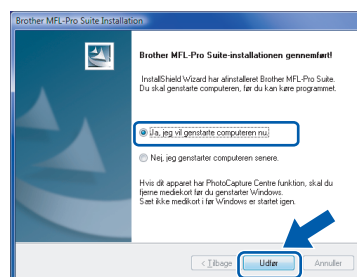 Brother MFL-Pro Suite Installation
Brother MFL-Pro Suite-installationen gennemført!
InstallShield Wizard har afinstalleret Brother MFL-Pro Suite.
Du skal genstarte computeren, før du kan køre programmet.
Ja, jeg vil genstarte computeren nu.
Nej, jeg genstarter computeren senere.
Hvis dit apparat har PhotoCapture Centre funktion, skal du
fjerne mediekort før du genstarter Windows.
Sæt ikke medikort i før Windows er startet igen.
< Tilbage Udfør Annuller